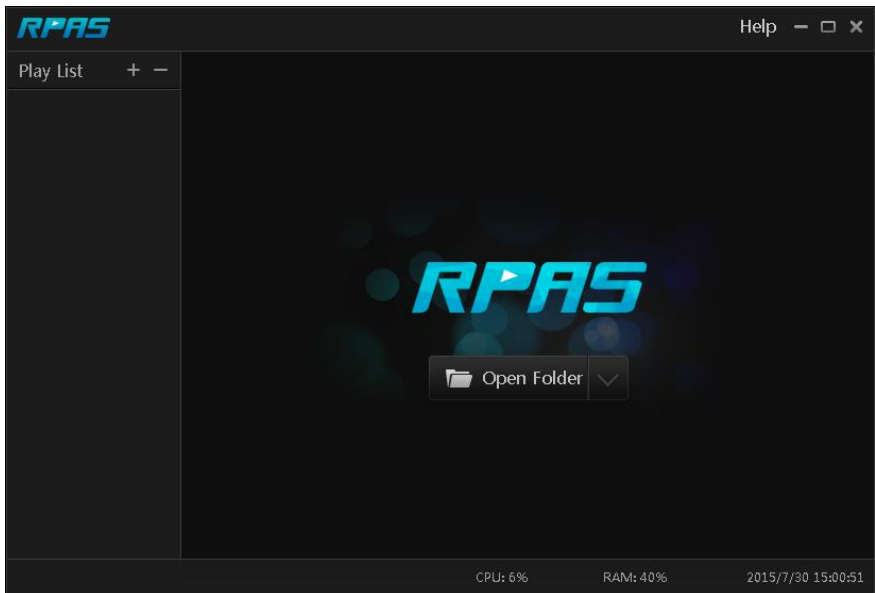 RPAS Help
Play List + −
RPAS
Open Folder
CPU: 6% RAM: 40% 2015/7/30 15:00:51